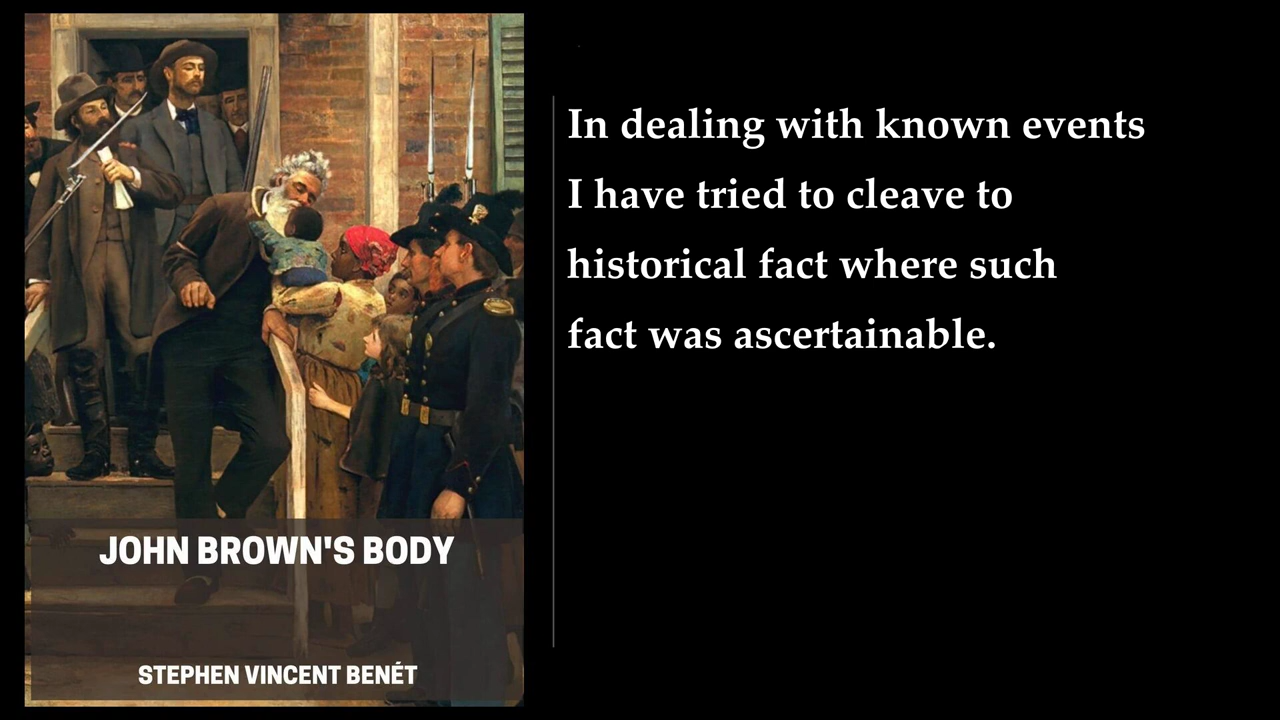 JOHN BROWN'S BODY
STEPHEN VINCENT BENÉT
In dealing with known events
I have tried to cleave to
historical fact where such
fact was ascertainable.